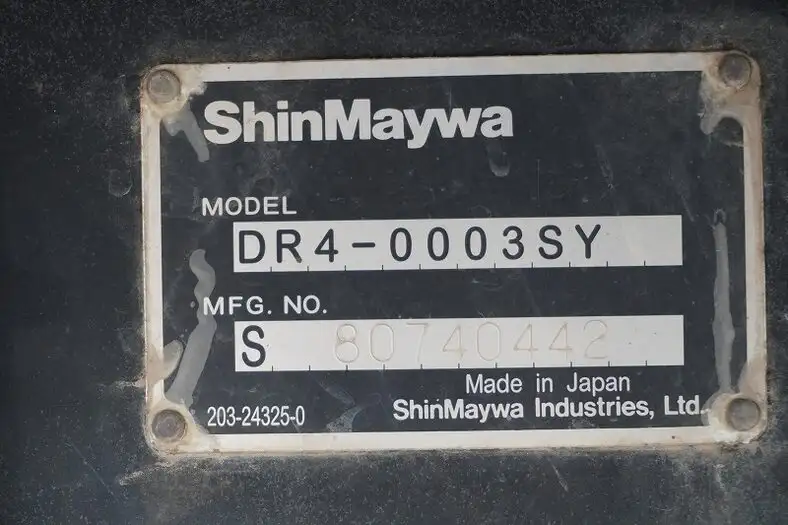 ShinMaywa
MODEL
DR4-0003SY
MFG. NO.
S 80740442
Made in Japan
203-24325-0 ShinMaywa Industries, Ltd.